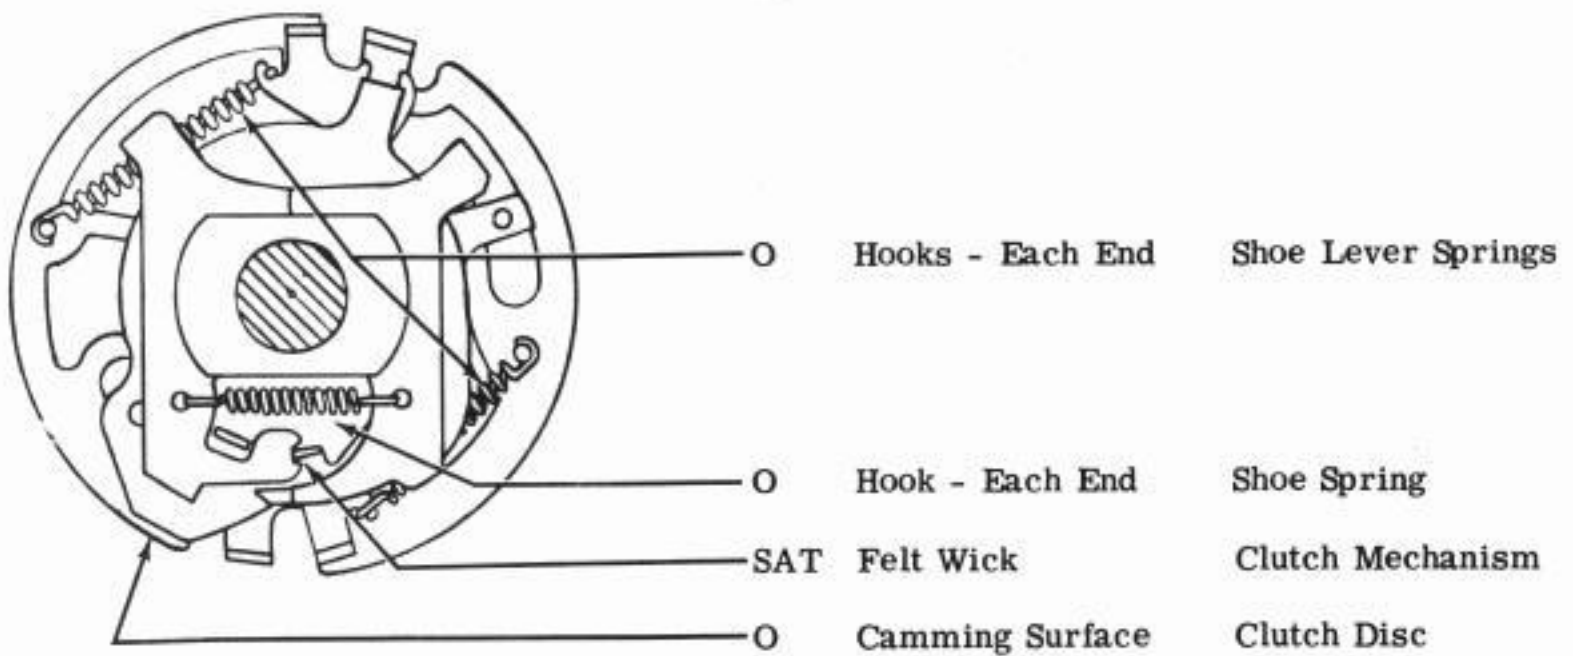 O Hooks - Each End Shoe Lever Springs
O Hook - Each End Shoe Spring
SAT Felt Wick Clutch Mechanism
O Camming Surface Clutch Disc